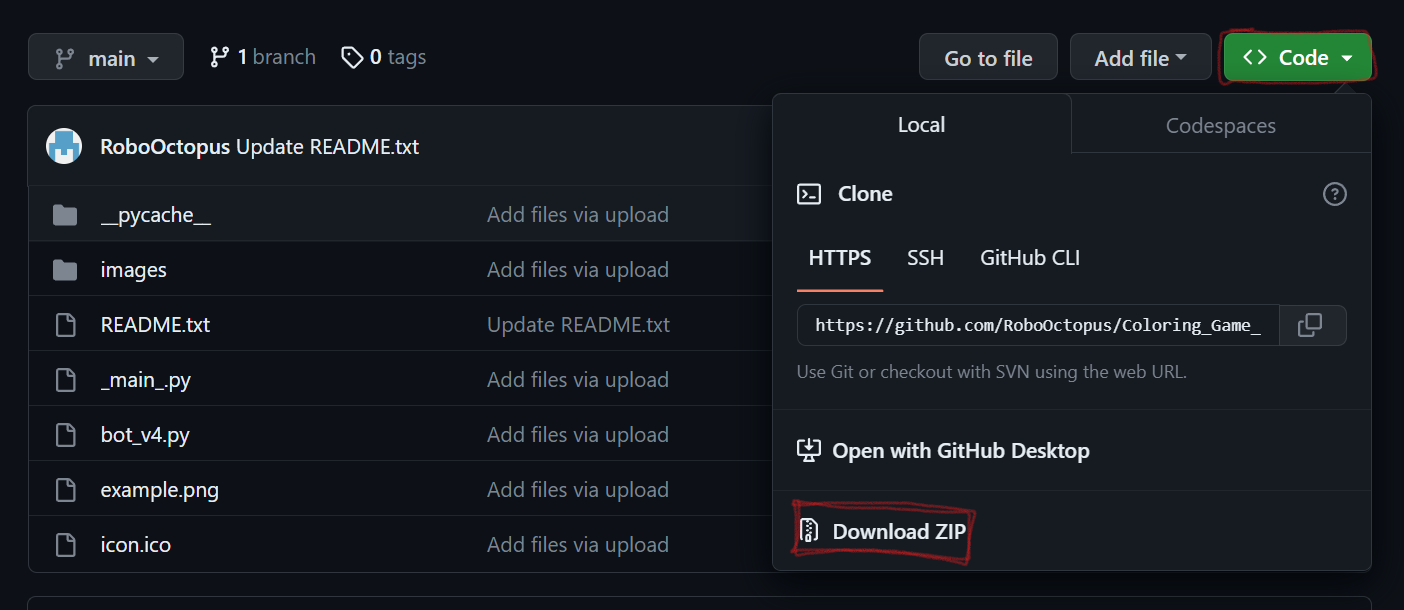 main
1 branch
0 tags
Go to file
Add file
<> Code
Local
Codespaces
RoboOctopus Update README.txt
__pycache__
Add files via upload
images
Add files via upload
README.txt
Update README.txt
_main_.py
Add files via upload
bot_v4.py
Add files via upload
example.png
Add files via upload
icon.ico
Add files via upload
Clone
?
HTTPS
SSH
GitHub CLI
https://github.com/RoboOctopus/Coloring_Game_
Use Git or checkout with SVN using the web URL.
Open with GitHub Desktop
Download ZIP